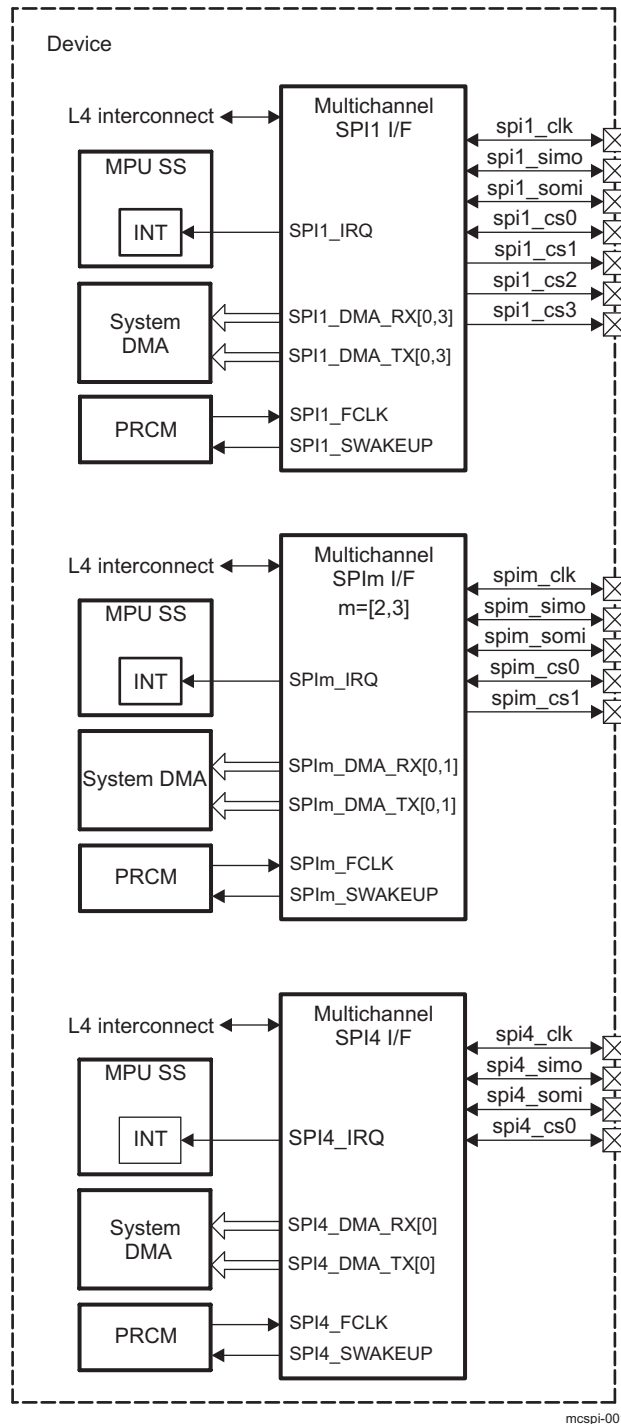 Device
L4 interconnect
Multichannel
SPI1 I/F
MPU SS
INT
SPI1_IRQ
System
DMA
SPI1_DMA_RX[0,3]
SPI1_DMA_TX[0,3]
PRCM
SPI1_FCLK
SPI1_SWAKEUP
spi1_clk
spi1_simo
spi1_somi
spi1_cs0
spi1_cs1
spi1_cs2
spi1_cs3
L4 interconnect
Multichannel
SPIm I/F
m=[2,3]
MPU SS
INT
SPIm_IRQ
System DMA
SPIm_DMA_RX[0,1]
SPIm_DMA_TX[0,1]
PRCM
SPIm_FCLK
SPIm_SWAKEUP
spim_clk
spim_simo
spim_somi
spim_cs0
spim_cs1
L4 interconnect
Multichannel
SPI4 I/F
MPU SS
INT
SPI4_IRQ
System
DMA
SPI4_DMA_RX[0]
SPI4_DMA_TX[0]
PRCM
SPI4_FCLK
SPI4_SWAKEUP
spi4_clk
spi4_simo
spi4_somi
spi4_cs0
mcspi-00